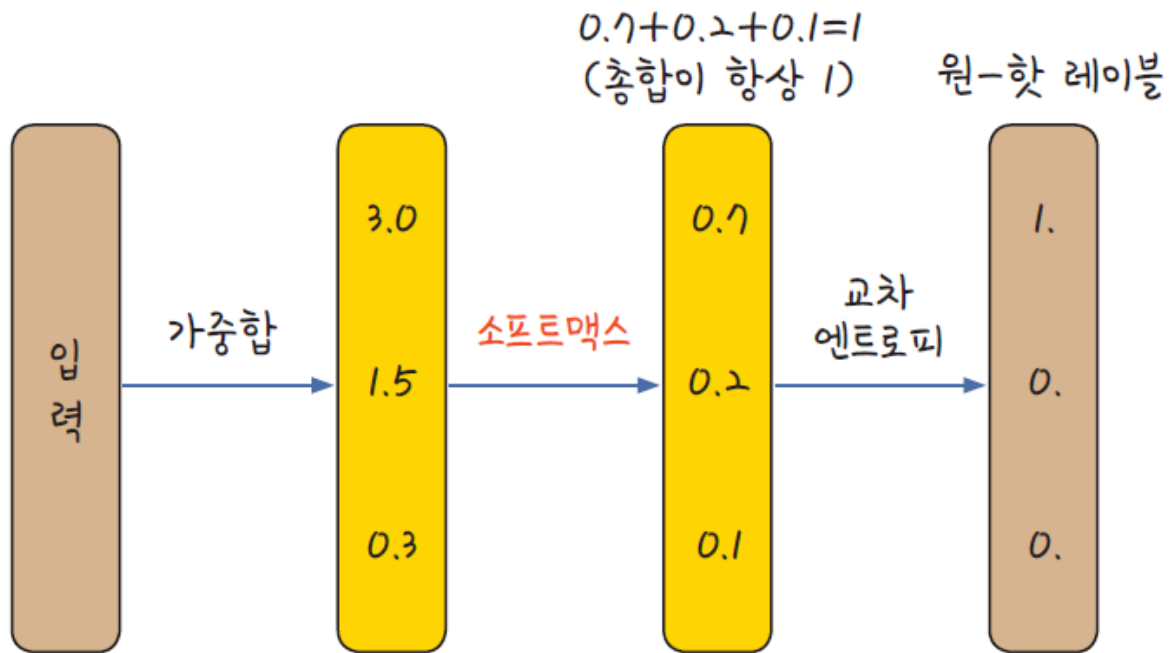 0.7+0.2+0.1=1
(총합이 항상 1)
원-핫 레이블
입
력
가중합
3.0
1.5
0.3
소프트맥스
0.7
0.2
0.1
교차
엔트로피
1.
0.
0.